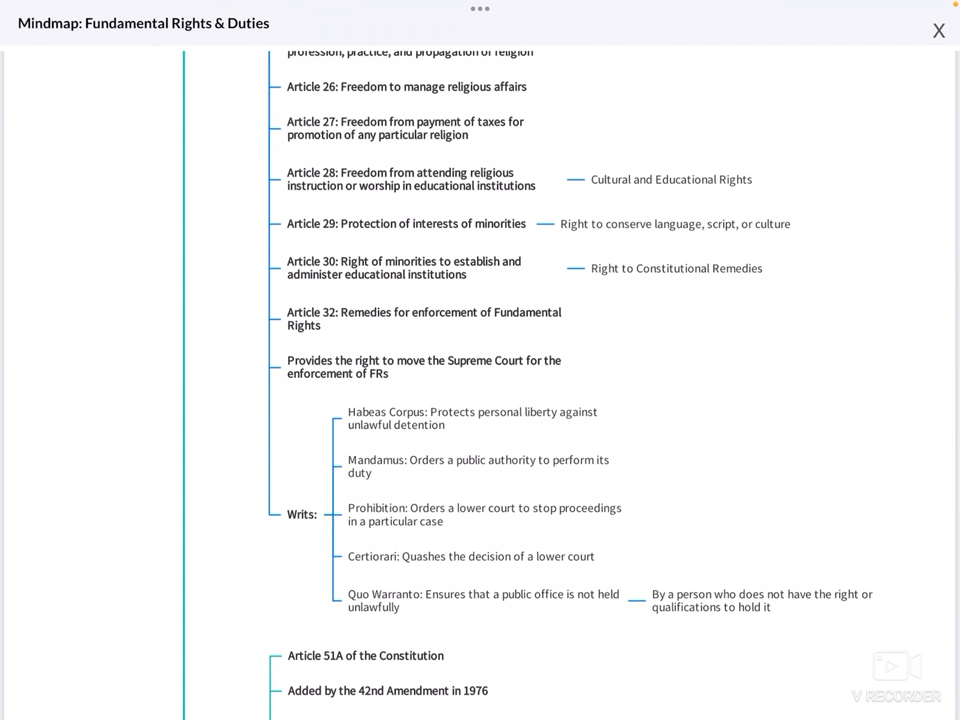 Mindmap: Fundamental Rights & Duties
X
profession, practice, and propagation of religion
Article 26: Freedom to manage religious affairs
Article 27: Freedom from payment of taxes for
promotion of any particular religion
Article 28: Freedom from attending religious
instruction or worship in educational institutions
Cultural and Educational Rights
Article 29: Protection of interests of minorities
Right to conserve language, script, or culture
Article 30: Right of minorities to establish and
administer educational institutions
Right to Constitutional Remedies
Article 32: Remedies for enforcement of Fundamental
Rights
Provides the right to move the Supreme Court for the
enforcement of FRs
Writs:
Habeas Corpus: Protects personal liberty against
unlawful detention
Mandamus: Orders a public authority to perform its
duty
Prohibition: Orders a lower court to stop proceedings
in a particular case
Certiorari: Quashes the decision of a lower court
Quo Warranto: Ensures that a public office is not held
unlawfully
By a person who does not have the right or
qualifications to hold it
Article 51A of the Constitution
Added by the 42nd Amendment in 1976
V RECORDER